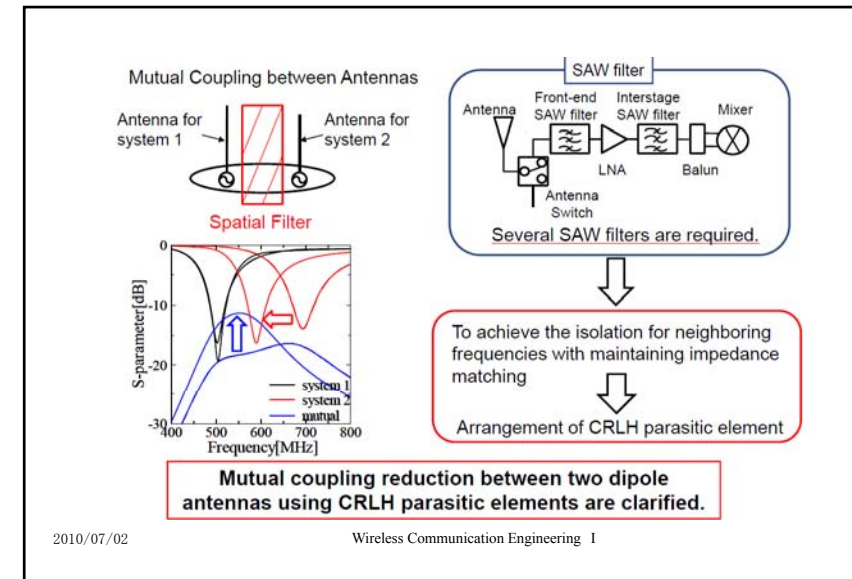 Mutual Coupling between Antennas
Antenna for
system 1
Antenna for
system 2
Spatial Filter
S-parameter[dB]
0
-10
-20
-30
400
500
600
700
800
Frequency[MHz]
system 1
system 2
mutual
SAW filter
Antenna
Front-end
SAW filter
Interstage
SAW filter
Mixer
LNA
Balun
Antenna
Switch
Several SAW filters are required.
To achieve the isolation for neighboring
frequencies with maintaining impedance
matching
Arrangement of CRLH parasitic element
Mutual coupling reduction between two dipole
antennas using CRLH parasitic elements are clarified.
2010/07/02
Wireless Communication Engineering I